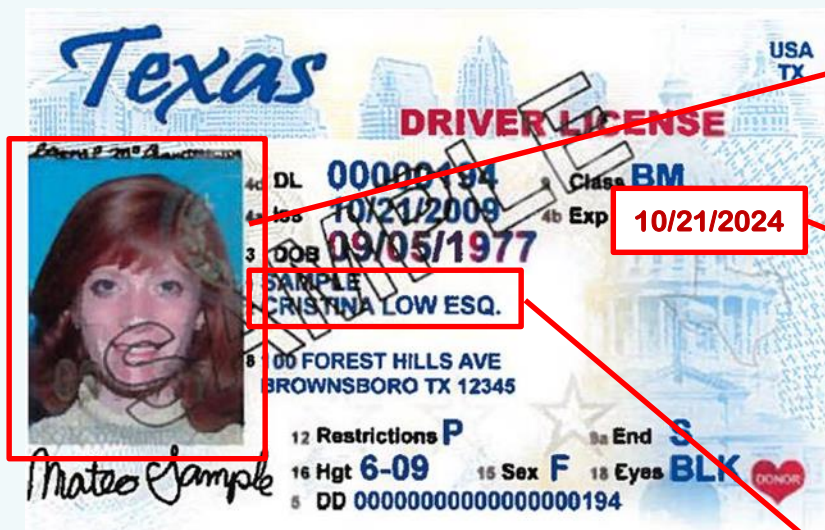 Texas
USA
TX
DRIVER LICENSE
4d DL 00000194 9 Class BM
4a Iss 10/21/2009 4b Exp 10/21/2024
3 DOB 09/05/1977
SAMPLE
CRISTINA LOW ESQ.
8 100 FOREST HILLS AVE
BROWNSBORO TX 12345
12 Restrictions P 9a End S
16 Hgt 6-09 15 Sex F 18 Eyes BLK
5 DD 00000000000000000194
DONOR
Mateo Sample
SAMPLE